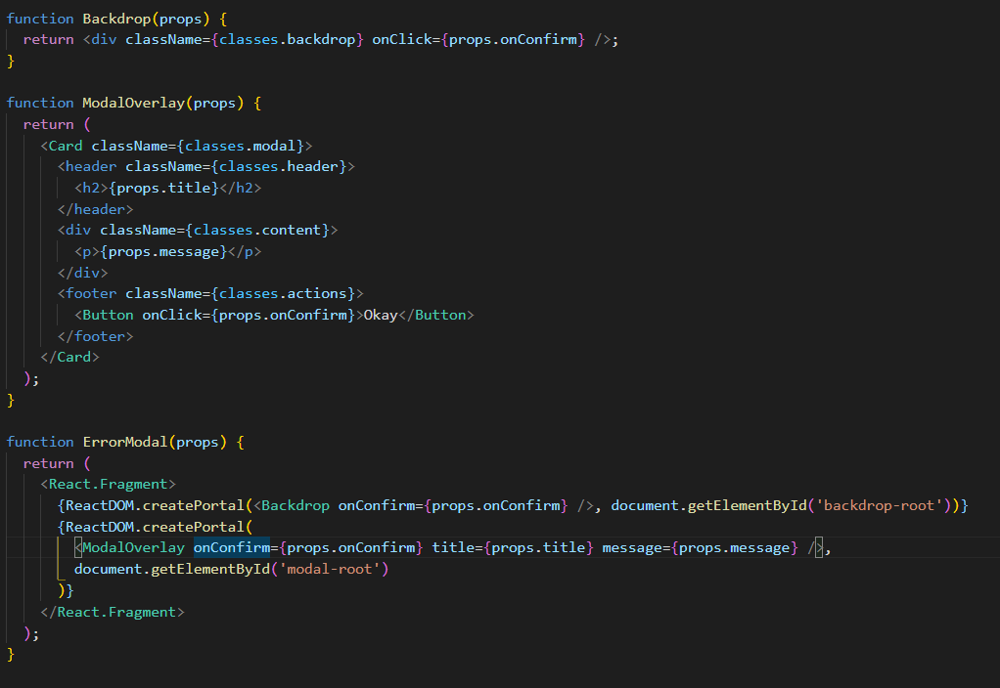 function Backdrop(props) {
  return <div className={classes.backdrop} onClick={props.onConfirm} />;
}

function ModalOverlay(props) {
  return (
    <Card className={classes.modal}>
      <header className={classes.header}>
        <h2>{props.title}</h2>
      </header>
      <div className={classes.content}>
        <p>{props.message}</p>
      </div>
      <footer className={classes.actions}>
        <Button onClick={props.onConfirm}>Okay</Button>
      </footer>
    </Card>
  );
}

function ErrorModal(props) {
  return (
    <React.Fragment>
      {ReactDOM.createPortal(<Backdrop onConfirm={props.onConfirm} />, document.getElementById('backdrop-root'))}
      {ReactDOM.createPortal(
        <ModalOverlay onConfirm={props.onConfirm} title={props.title} message={props.message} />,
        document.getElementById('modal-root')
      )}
    </React.Fragment>
  );
}